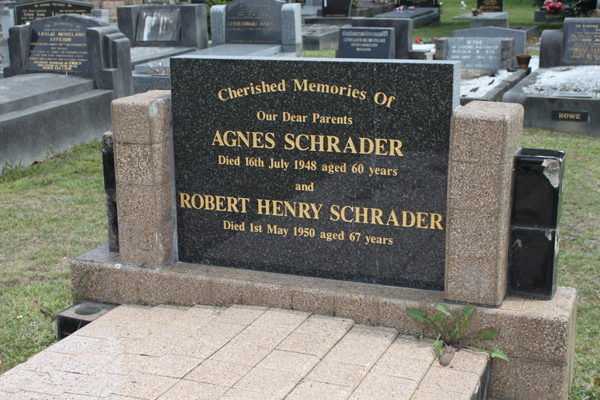 Cherished Memories Of
Our Dear Parents
AGNES SCHRADER
Died 16th July 1948 aged 60 years
and
ROBERT HENRY SCHRADER
Died 1st May 1950 aged 67 years
HOWE